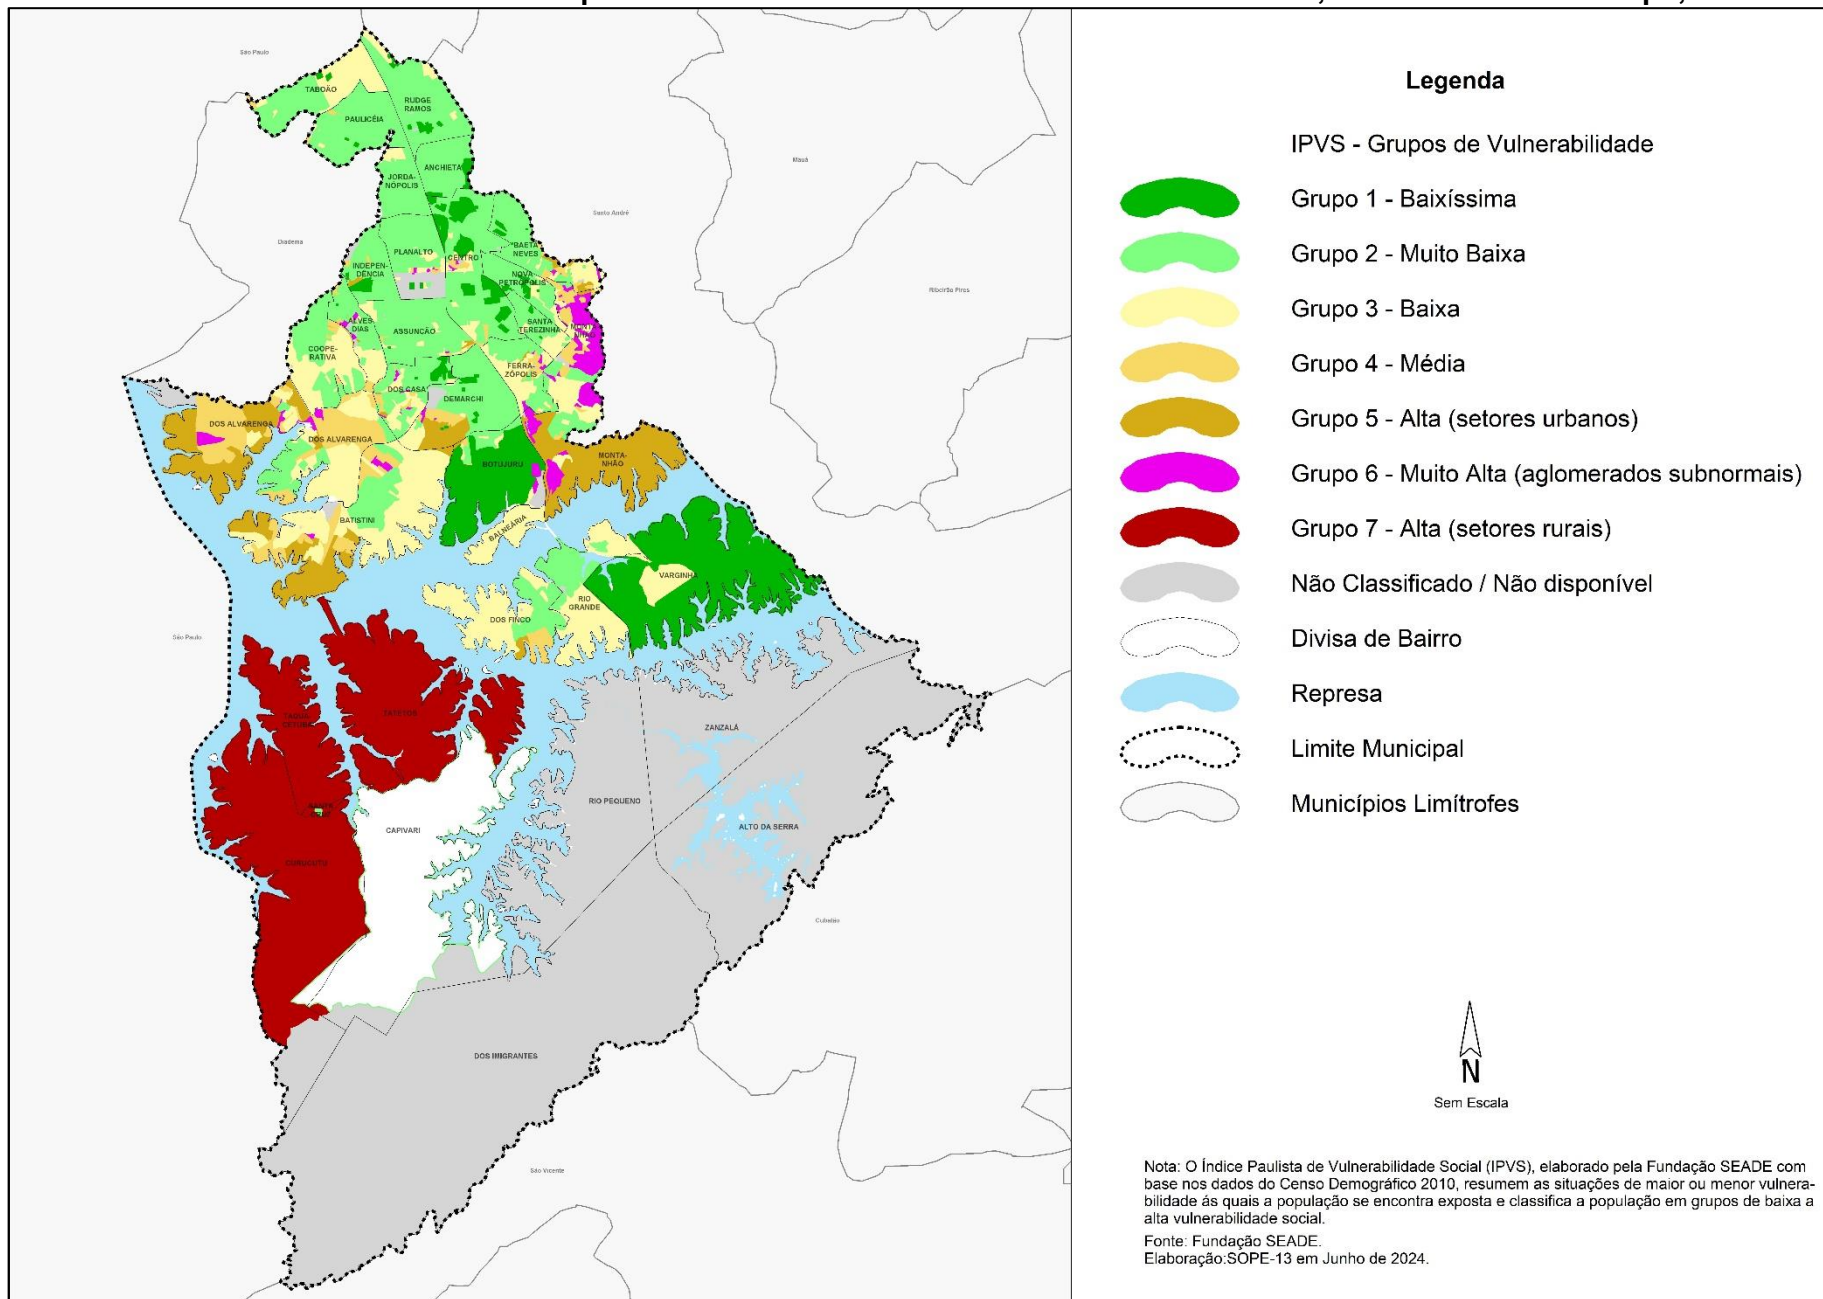 São Paulo
TABOÃO
RUDGE
RAMOS
PAULICÉIA
Mauá
ANCHIETA
JORDA-
NÓPOLIS
Santo André
Diadema
PLANALTO
BAETA
NEVES
CENTRO
INDEPEN-
DÊNCIA
NOVA
PETRÓPOLIS
Ribeirão Pires
ALVES
DIAS
ASSUNÇÃO
SANTA
TEREZINHA
MONTA-
NHÃO
COOPE-
RATIVA
FERRA-
ZÓPOLIS
DOS CASA
DEMARCHI
DOS ALVARENGA
DOS ALVARENGA
BOTUJURU
MONTA-
NHÃO
BATISTINI
BALNEÁRIA
VARGINHA
RIO
GRANDE
DOS FINCO
São Paulo
TAQUA-
CETUBA
TATETOS
ZANZALÁ
RIO PEQUENO
SANTA
CAPIVARI
ALTO DA SERRA
CURUCUTU
Cubatão
DOS IMIGRANTES
São Vicente
Legenda
IPVS - Grupos de Vulnerabilidade
Grupo 1 - Baixíssima
Grupo 2 - Muito Baixa
Grupo 3 - Baixa
Grupo 4 - Média
Grupo 5 - Alta (setores urbanos)
Grupo 6 - Muito Alta (aglomerados subnormais)
Grupo 7 - Alta (setores rurais)
Não Classificado / Não disponível
Divisa de Bairro
Represa
Limite Municipal
Municípios Limítrofes
N
Sem Escala
Nota: O Índice Paulista de Vulnerabilidade Social (IPVS), elaborado pela Fundação SEADE com
base nos dados do Censo Demográfico 2010, resumem as situações de maior ou menor vulnera-
bilidade ás quais a população se encontra exposta e classifica a população em grupos de baixa a
alta vulnerabilidade social.
Fonte: Fundação SEADE.
Elaboração:SOPE-13 em Junho de 2024.